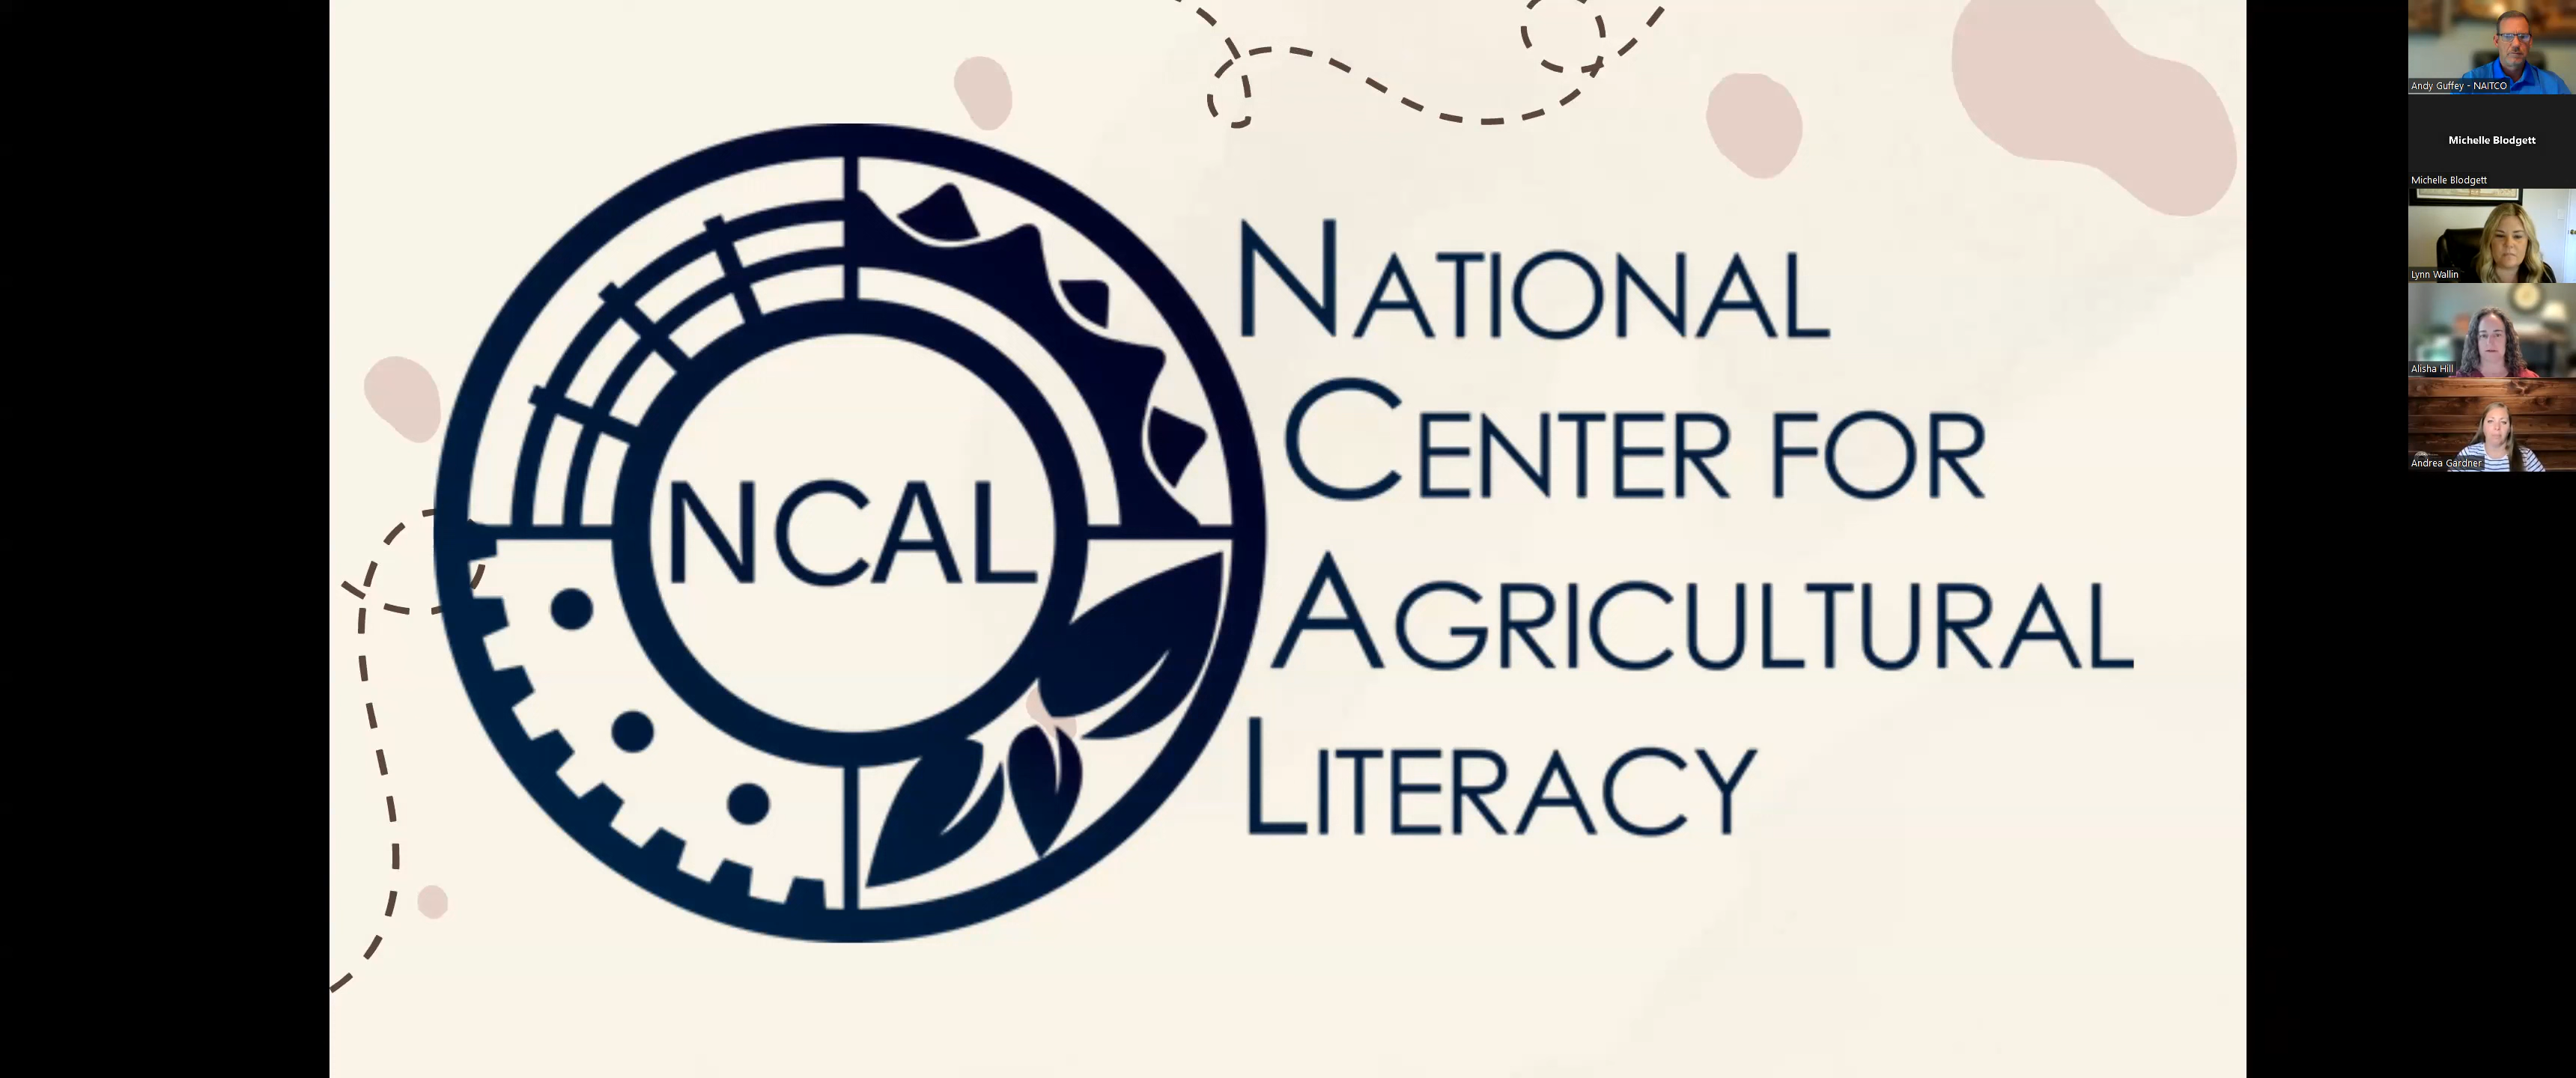 NCAL
NATIONAL
CENTER FOR
AGRICULTURAL
LITERACY
Andy Guffey - NAITCO
Michelle Blodgett
Michelle Blodgett
Lynn Wallin
Alisha Hill
Andrea Gardner